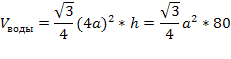 V_воды = √3/4 (4a)² * h = √3/4 a² * 80